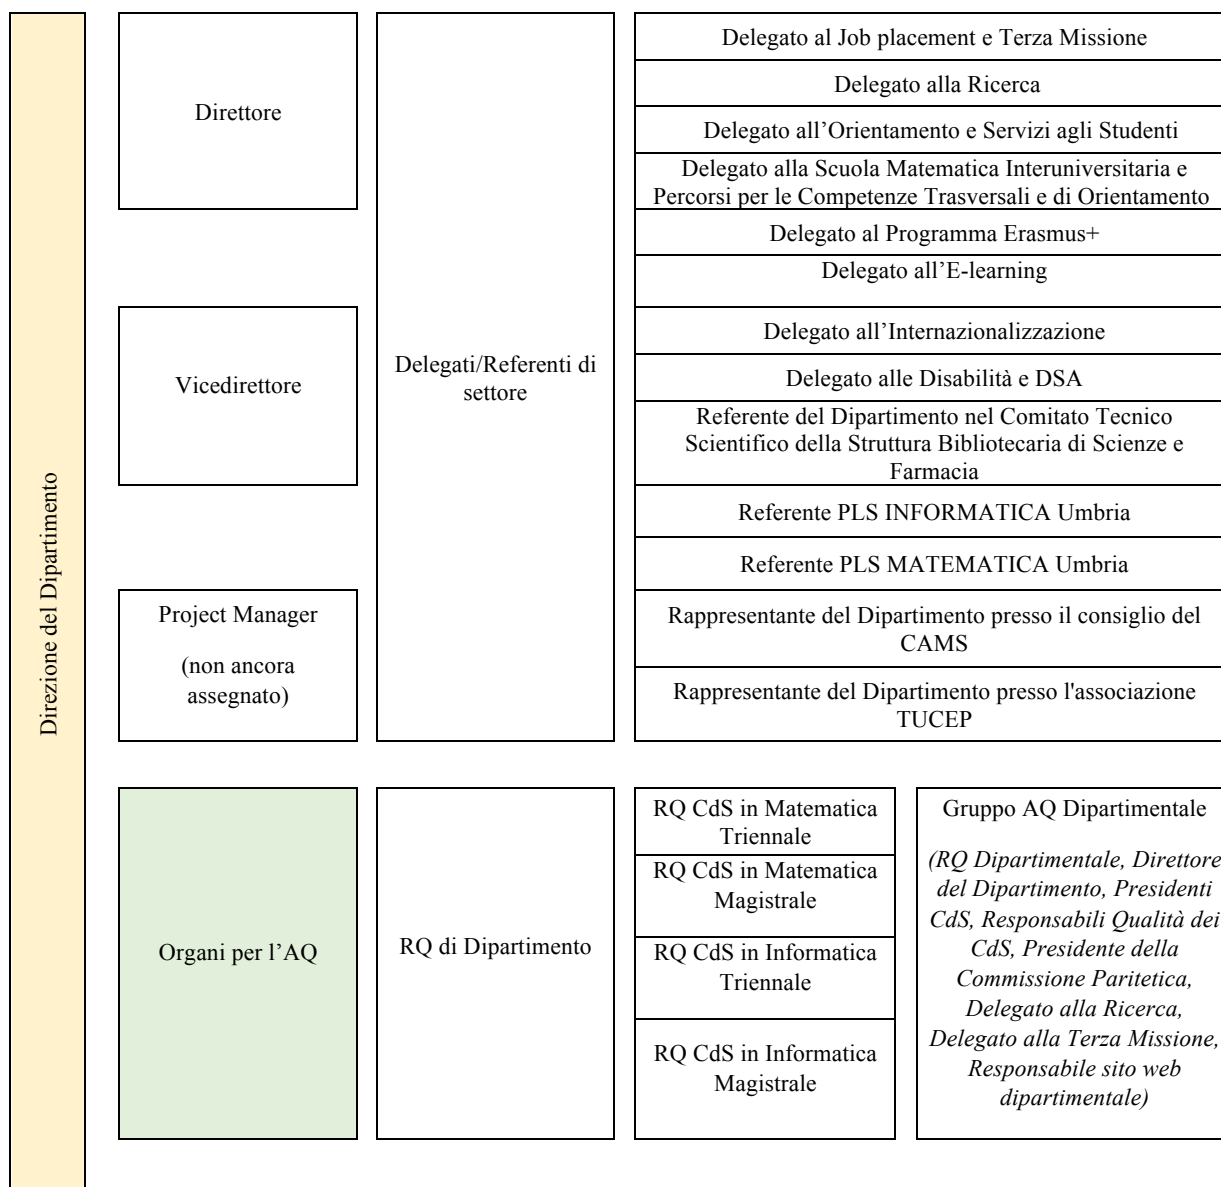 Direzione del Dipartimento
Direttore
Vicedirettore
Project Manager
(non ancora
assegnato)
Delegati/Referenti di
settore
Delegato al Job placement e Terza Missione
Delegato alla Ricerca
Delegato all’Orientamento e Servizi agli Studenti
Delegato alla Scuola Matematica Interuniversitaria e
Percorsi per le Competenze Trasversali e di Orientamento
Delegato al Programma Erasmus+
Delegato all’E-learning
Delegato all’Internazionalizzazione
Delegato alle Disabilità e DSA
Referente del Dipartimento nel Comitato Tecnico
Scientifico della Struttura Bibliotecaria di Scienze e
Farmacia
Referente PLS INFORMATICA Umbria
Referente PLS MATEMATICA Umbria
Rappresentante del Dipartimento presso il consiglio del
CAMS
Rappresentante del Dipartimento presso l'associazione
TUCEP
Organi per l’AQ
RQ di Dipartimento
RQ CdS in Matematica
Triennale
RQ CdS in Matematica
Magistrale
RQ CdS in Informatica
Triennale
RQ CdS in Informatica
Magistrale
Gruppo AQ Dipartimentale
(RQ Dipartimentale, Direttore
del Dipartimento, Presidenti
CdS, Responsabili Qualità dei
CdS, Presidente della
Commissione Paritetica,
Delegato alla Ricerca,
Delegato alla Terza Missione,
Responsabile sito web
dipartimentale)